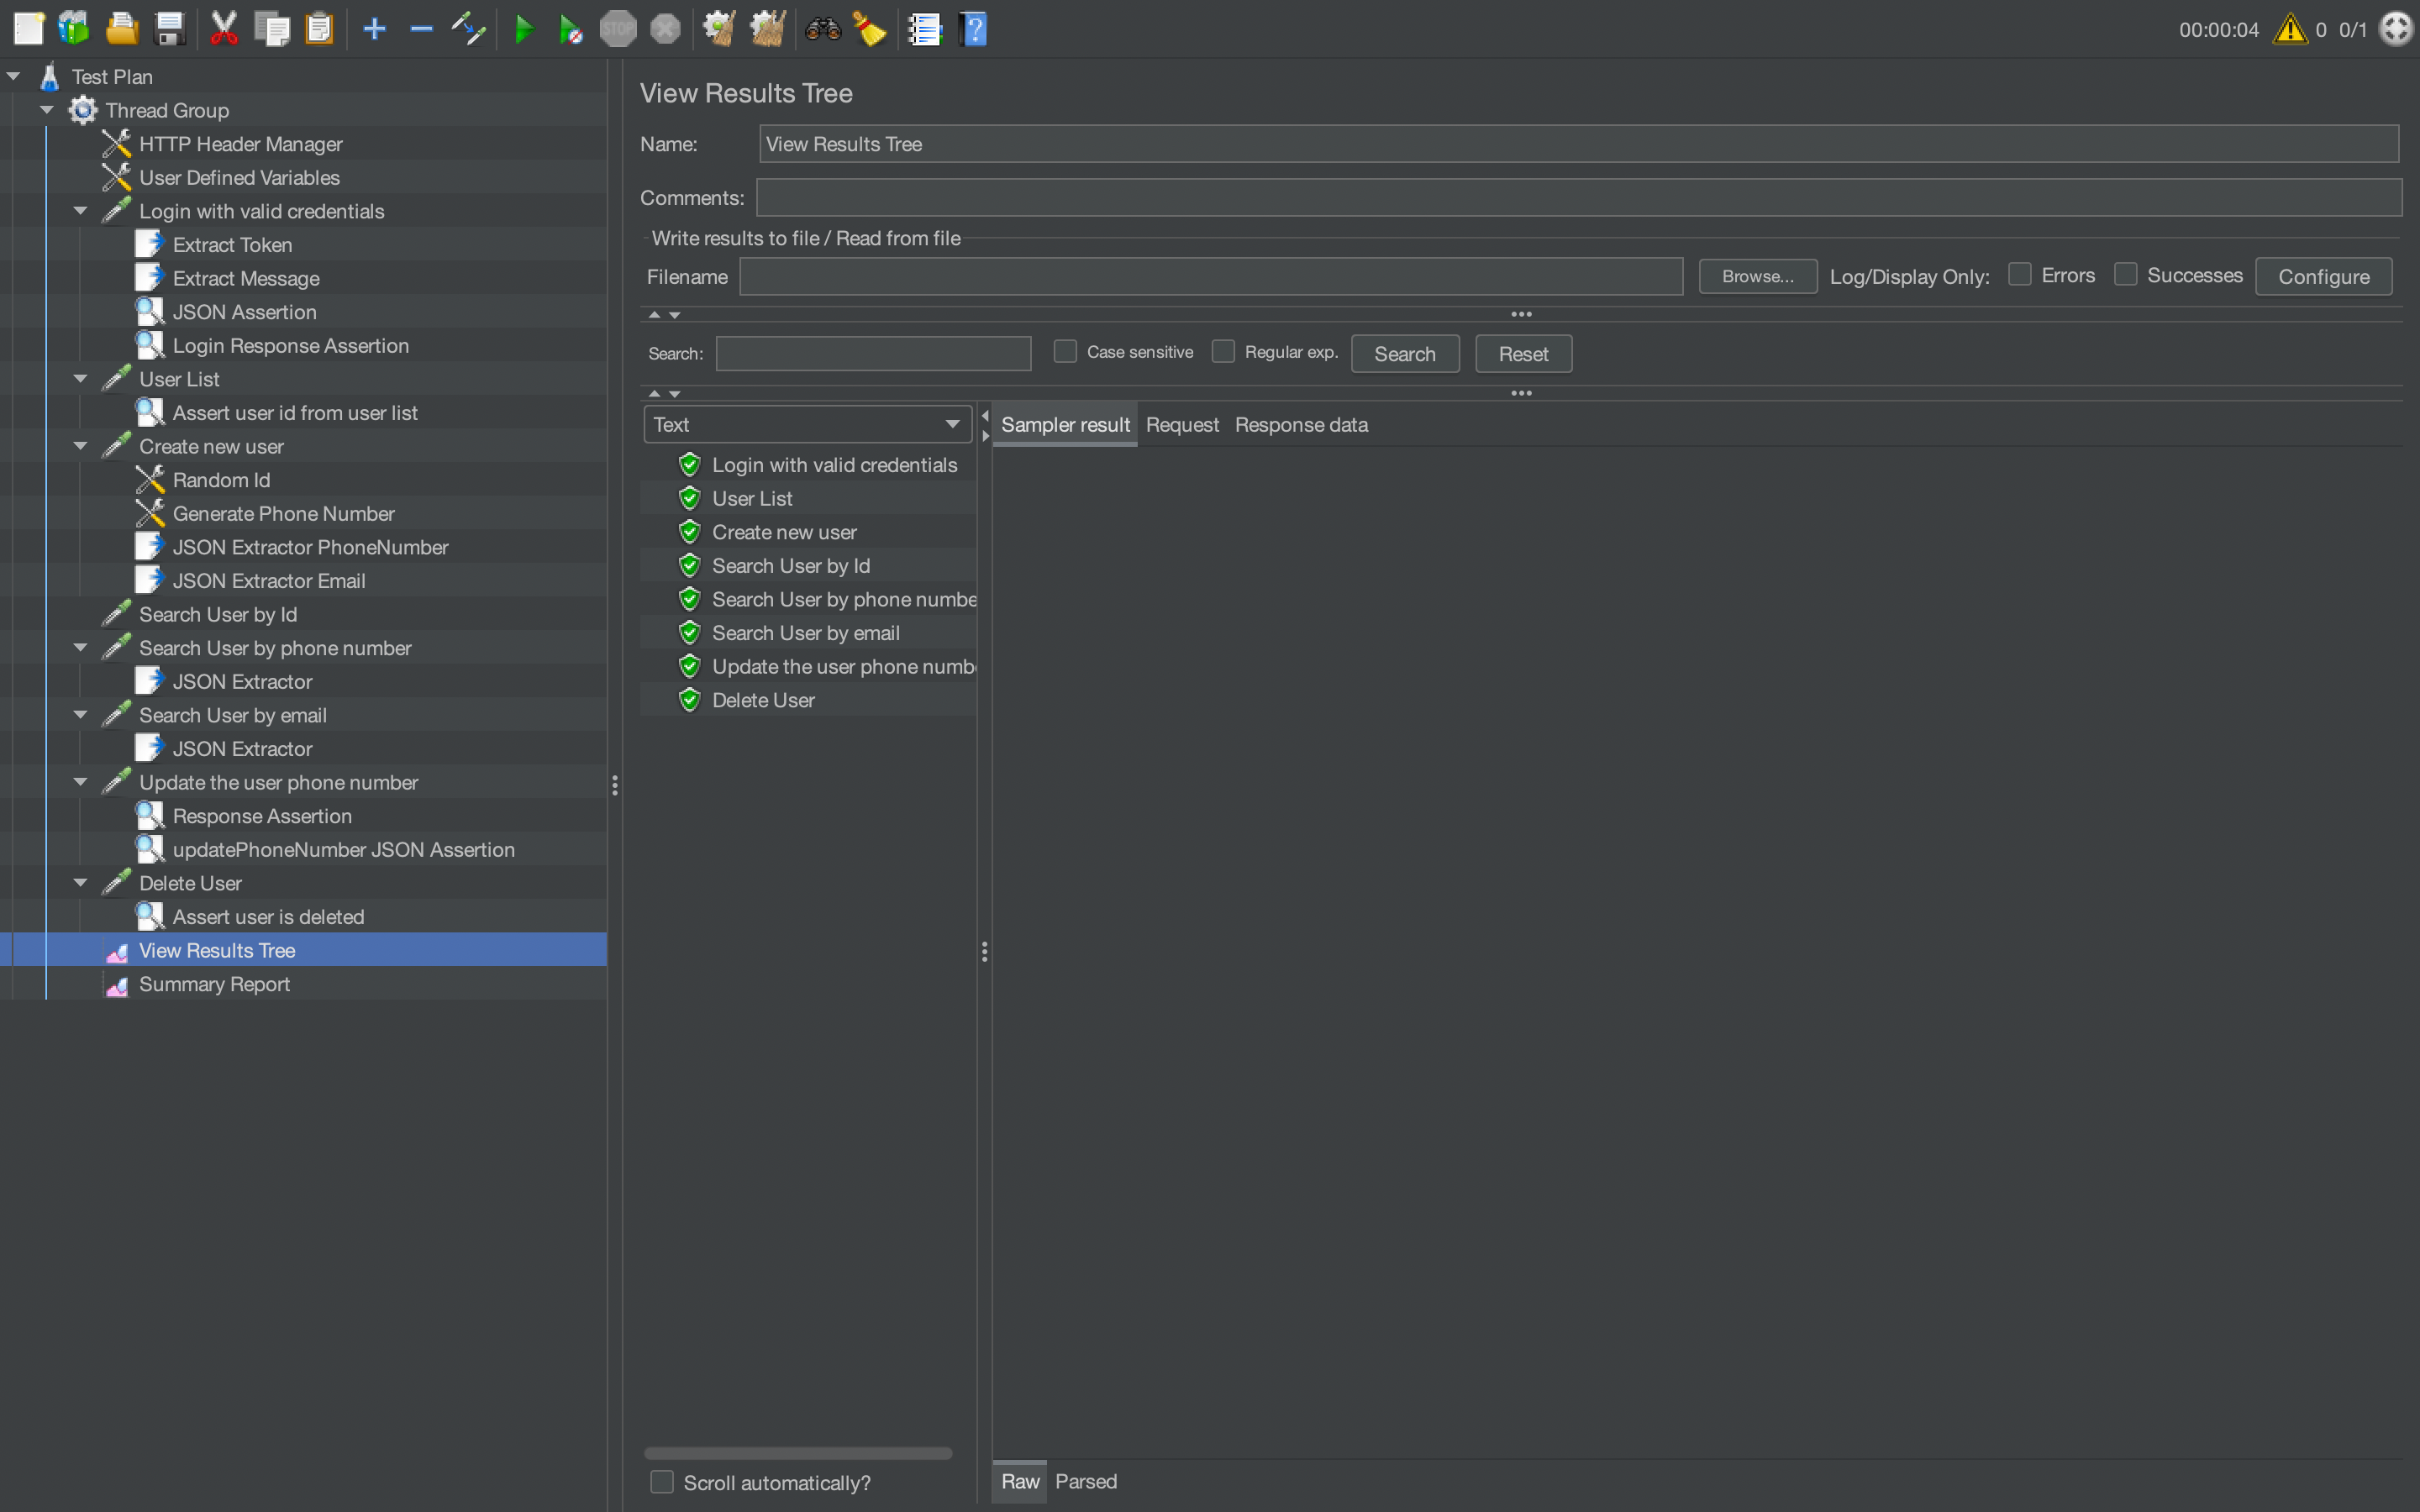 STOP
00:00:04 0 0/1
Test Plan
Thread Group
HTTP Header Manager
User Defined Variables
Login with valid credentials
Extract Token
Extract Message
JSON Assertion
Login Response Assertion
User List
Assert user id from user list
Create new user
Random Id
Generate Phone Number
JSON Extractor PhoneNumber
JSON Extractor Email
Search User by Id
Search User by phone number
JSON Extractor
Search User by email
JSON Extractor
Update the user phone number
Response Assertion
updatePhoneNumber JSON Assertion
Delete User
Assert user is deleted
View Results Tree
Summary Report
View Results Tree
Name: View Results Tree
Comments:
Write results to file / Read from file
Filename Browse... Log/Display Only: Errors Successes Configure
Search: Case sensitive Regular exp. Search Reset
Text
Sampler result Request Response data
Login with valid credentials
User List
Create new user
Search User by Id
Search User by phone numbe
Search User by email
Update the user phone numb
Delete User
Scroll automatically?
Raw Parsed